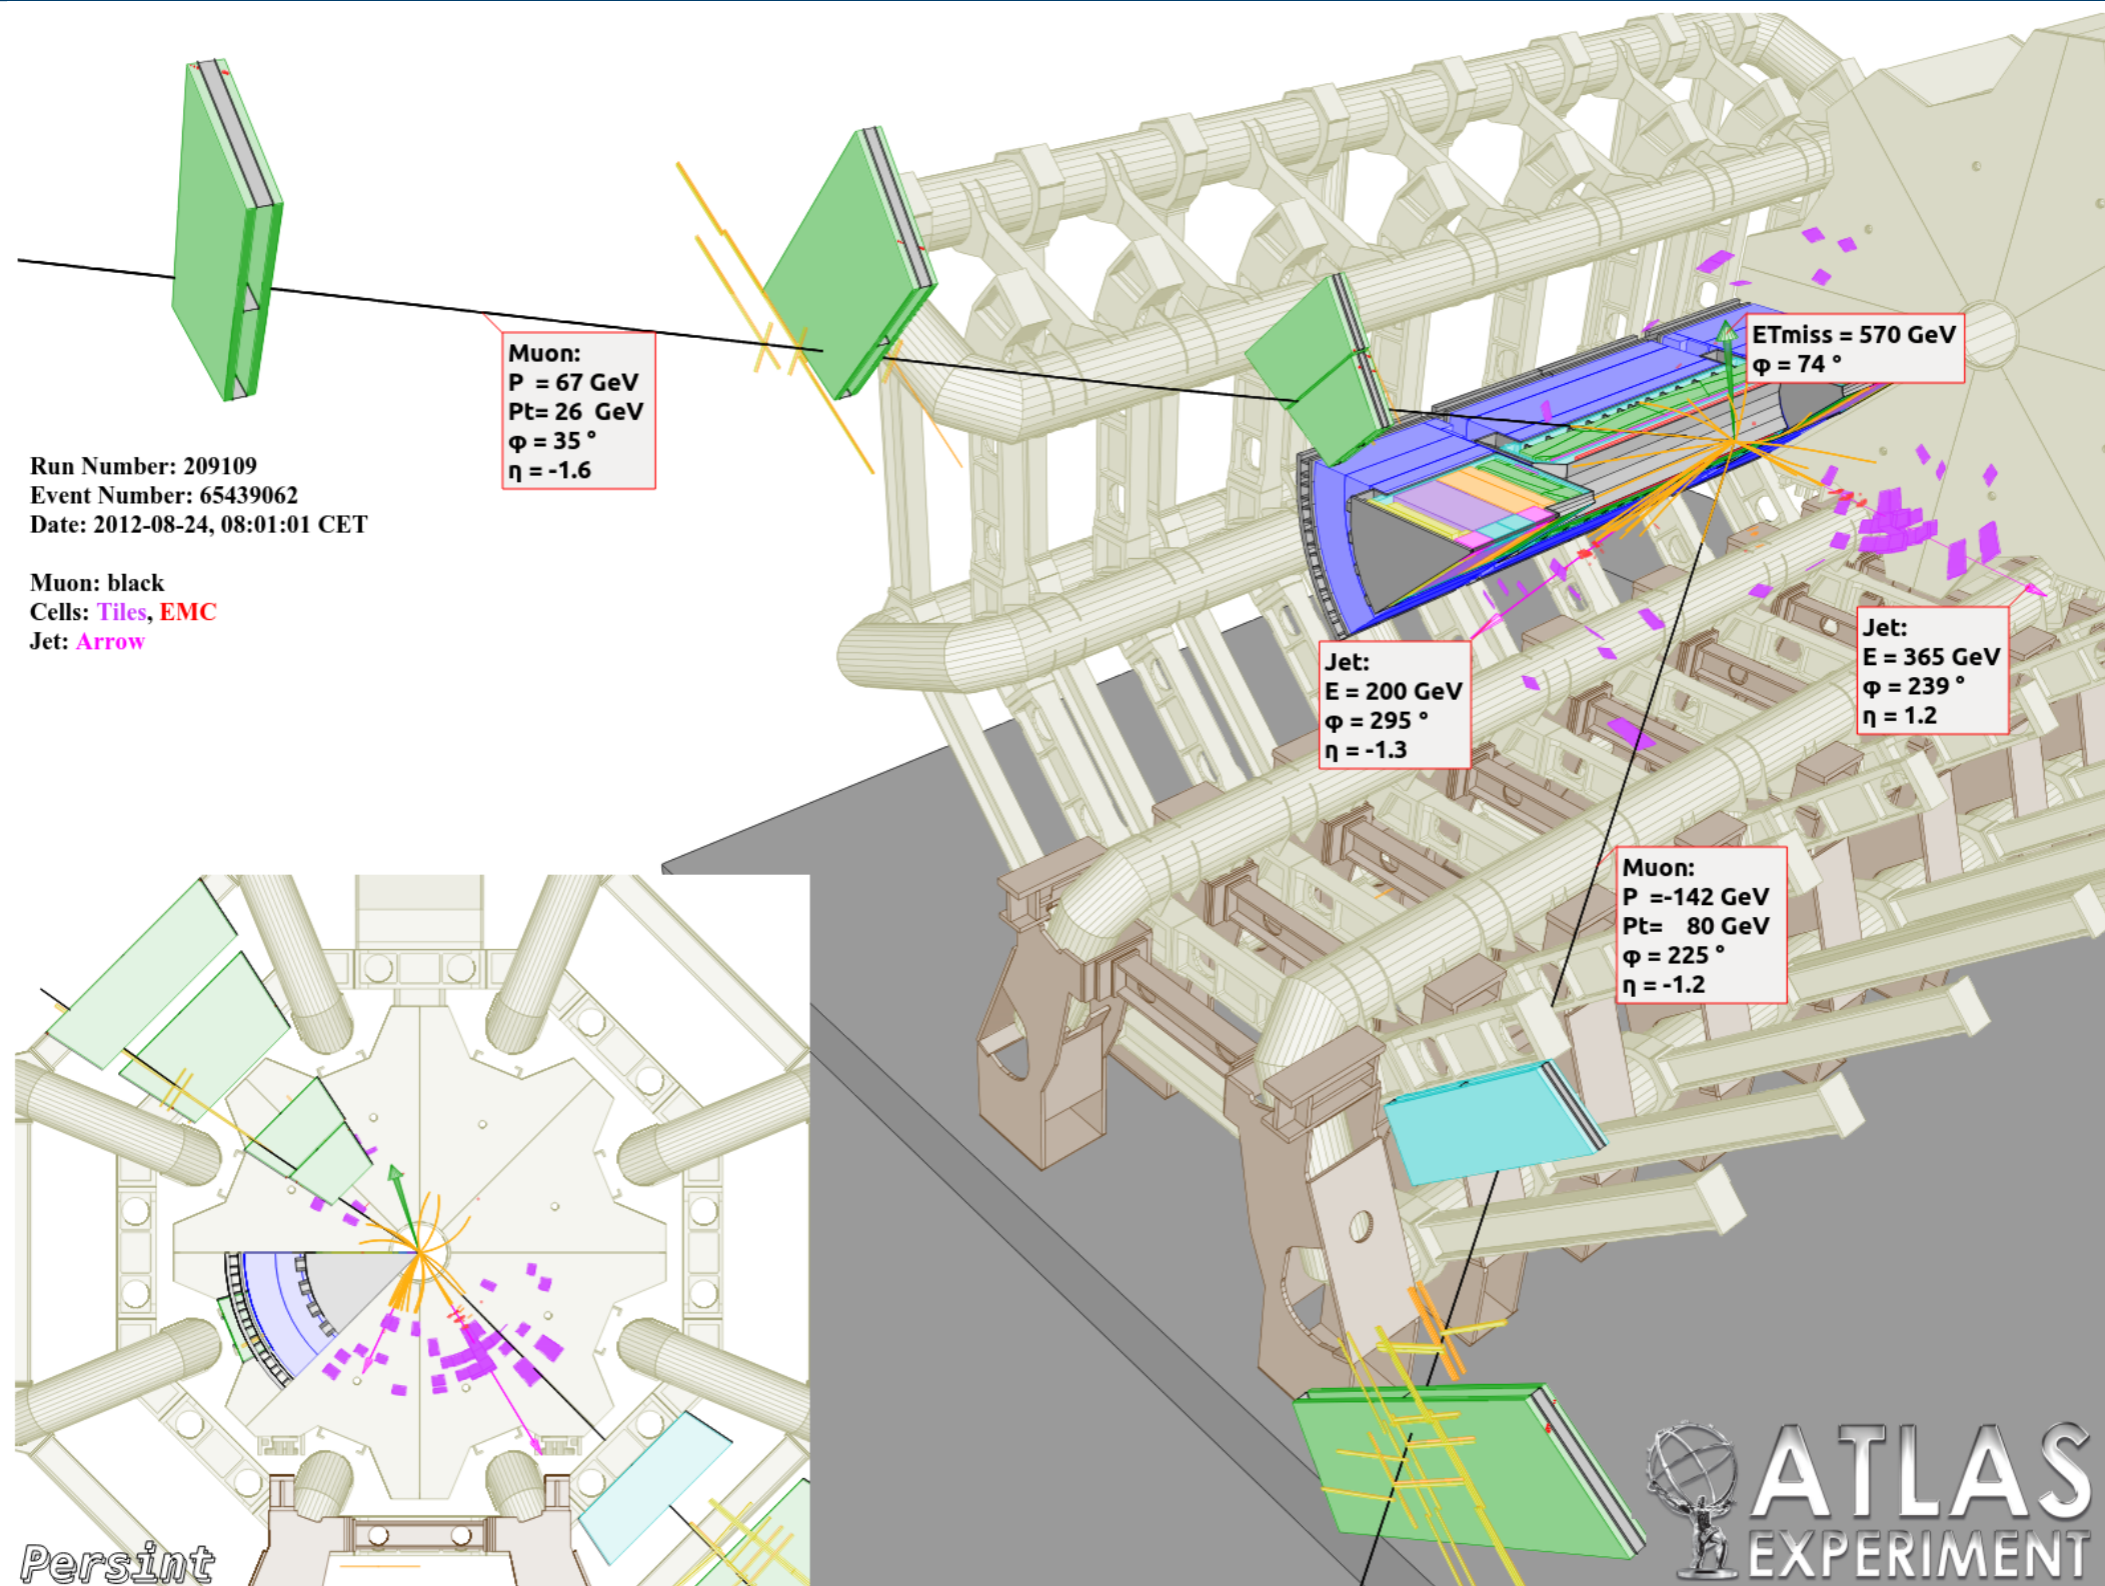 ETmiss = 570 GeV
φ = 74 °
Muon:
P = 67 GeV
Pt= 26 GeV
φ = 35 °
η = -1.6
Run Number: 209109
Event Number: 65439062
Date: 2012-08-24, 08:01:01 CET
Muon: black
Cells: Tiles, EMC
Jet: Arrow
Jet:
E = 200 GeV
φ = 295 °
η = -1.3
Jet:
E = 365 GeV
φ = 239 °
η = 1.2
Muon:
P =-142 GeV
Pt= 80 GeV
φ = 225 °
η = -1.2
Persint
ATLAS
EXPERIMENT